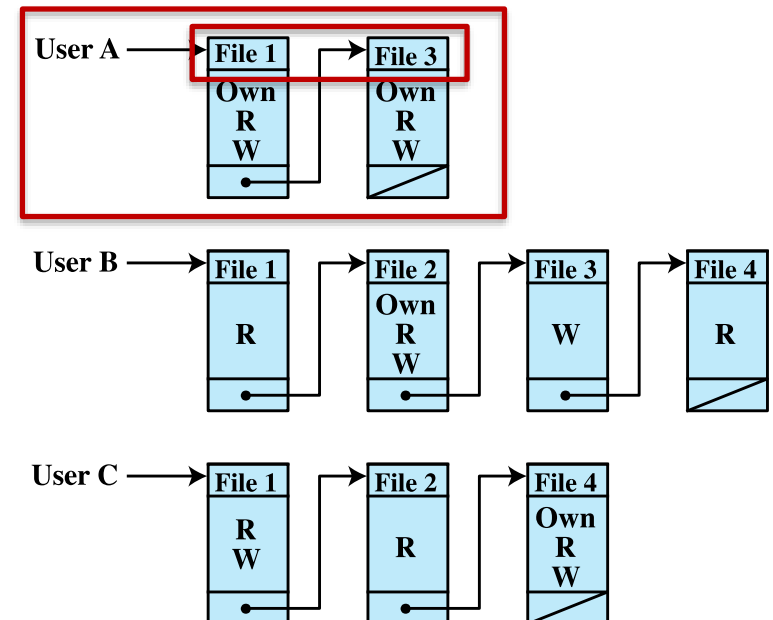 User A File 1 File 3
Own Own
R R
W W
User B File 1 File 2 File 3 File 4
R Own R W W R
User C File 1 File 2 File 4
R W R Own R W